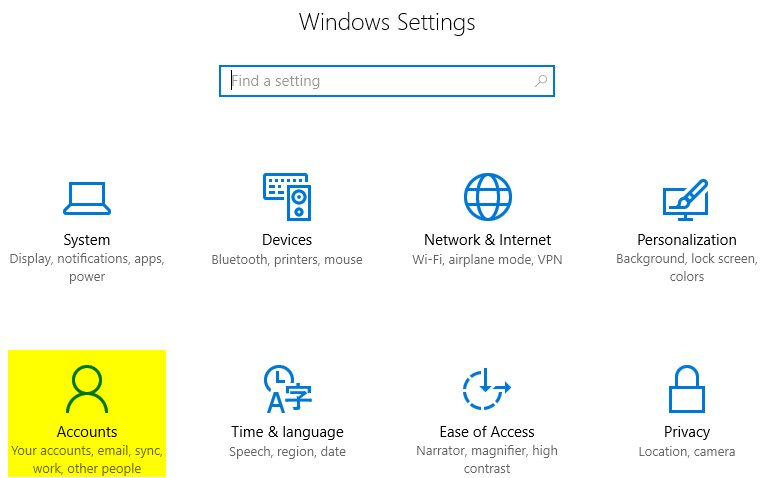 Windows Settings
Find a setting
System
Display, notifications, apps,
power
Devices
Bluetooth, printers, mouse
Network & Internet
Wi-Fi, airplane mode, VPN
Personalization
Background, lock screen,
colors
Accounts
Your accounts, email, sync,
work, other people
A字
Time & language
Speech, region, date
Ease of Access
Narrator, magnifier, high
contrast
Privacy
Location, camera